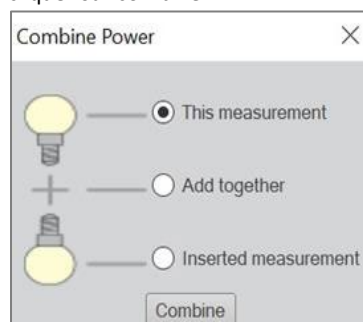 Combine Power
This measurement
Add together
Inserted measurement
Combine